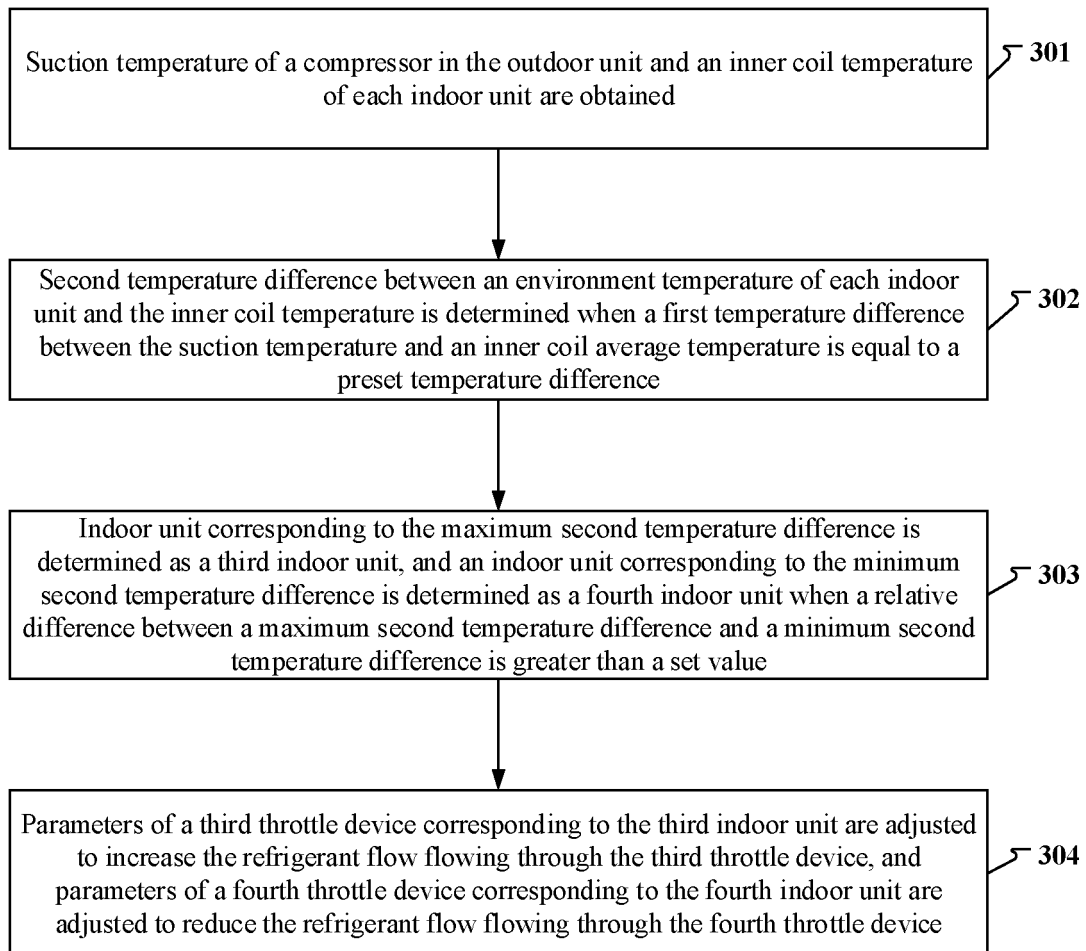 Suction temperature of a compressor in the outdoor unit and an inner coil temperature
of each indoor unit are obtained
301
Second temperature difference between an environment temperature of each indoor
unit and the inner coil temperature is determined when a first temperature difference
between the suction temperature and an inner coil average temperature is equal to a
preset temperature difference
302
Indoor unit corresponding to the maximum second temperature difference is
determined as a third indoor unit, and an indoor unit corresponding to the minimum
second temperature difference is determined as a fourth indoor unit when a relative
difference between a maximum second temperature difference and a minimum second
temperature difference is greater than a set value
303
Parameters of a third throttle device corresponding to the third indoor unit are adjusted
to increase the refrigerant flow flowing through the third throttle device, and
parameters of a fourth throttle device corresponding to the fourth indoor unit are
adjusted to reduce the refrigerant flow flowing through the fourth throttle device
304